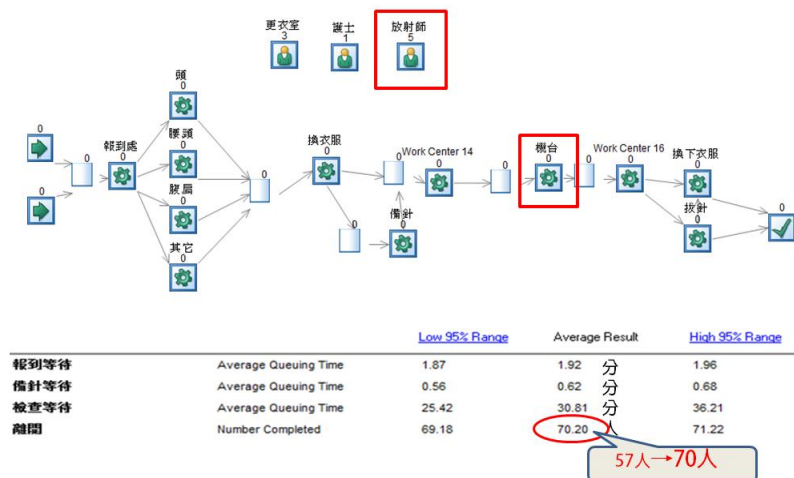 更衣室 護士 放射師
3 1 5
頭
0
腰頭
0
報到處
0
腹扁
0
其它
0
0
0
0
0
換衣服
0
0
備針
0
0
Work Center 14
0
0
機台
0
0
Work Center 16
0
換下衣服
0
拔針
0
0
Low 95% Range Average Result High 95% Range
報到等待 Average Queuing Time 1.87 1.92 分 1.96
備針等待 Average Queuing Time 0.56 0.62 分 0.68
檢查等待 Average Queuing Time 25.42 30.81 分 36.21
離開 Number Completed 69.18 70.20 人 71.22
57人→70人